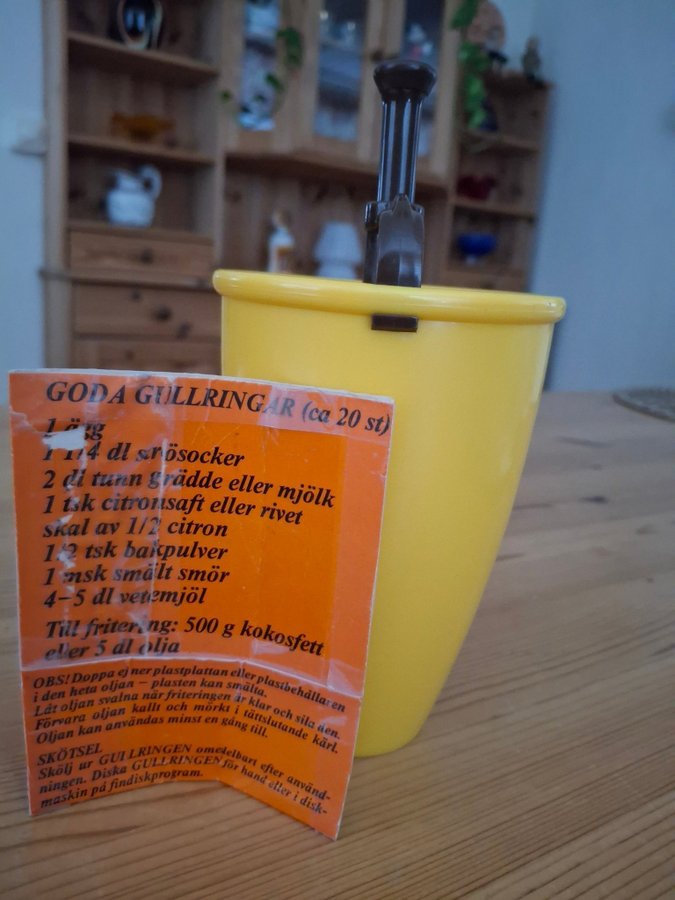 GODA GULLRINGAR (ca 20 st)
1 ägg
1 1/4 dl strösocker
2 dl tunn grädde eller mjölk
1 tsk citronsaft eller rivet
skal av 1/2 citron
1/2 tsk bakpulver
1 msk smält smör
4–5 dl vetemjöl
Till fritering: 500 g kokosfett
eller 5 dl olja
OBS! Doppa ej ner plastplattan eller plastbehållaren
i den heta oljan – plasten kan smälta.
Låt oljan svalna när friteringen är klar och sila den.
Förvara oljan kallt och mörkt i tättslutande kärl.
Oljan kan användas minst en gång till.
SKÖTSEL
Skölj ur GULLRINGEN omedelbart efter använd-
ningen. Diska GULLRINGEN för hand eller i disk-
maskin på findiskprogram.